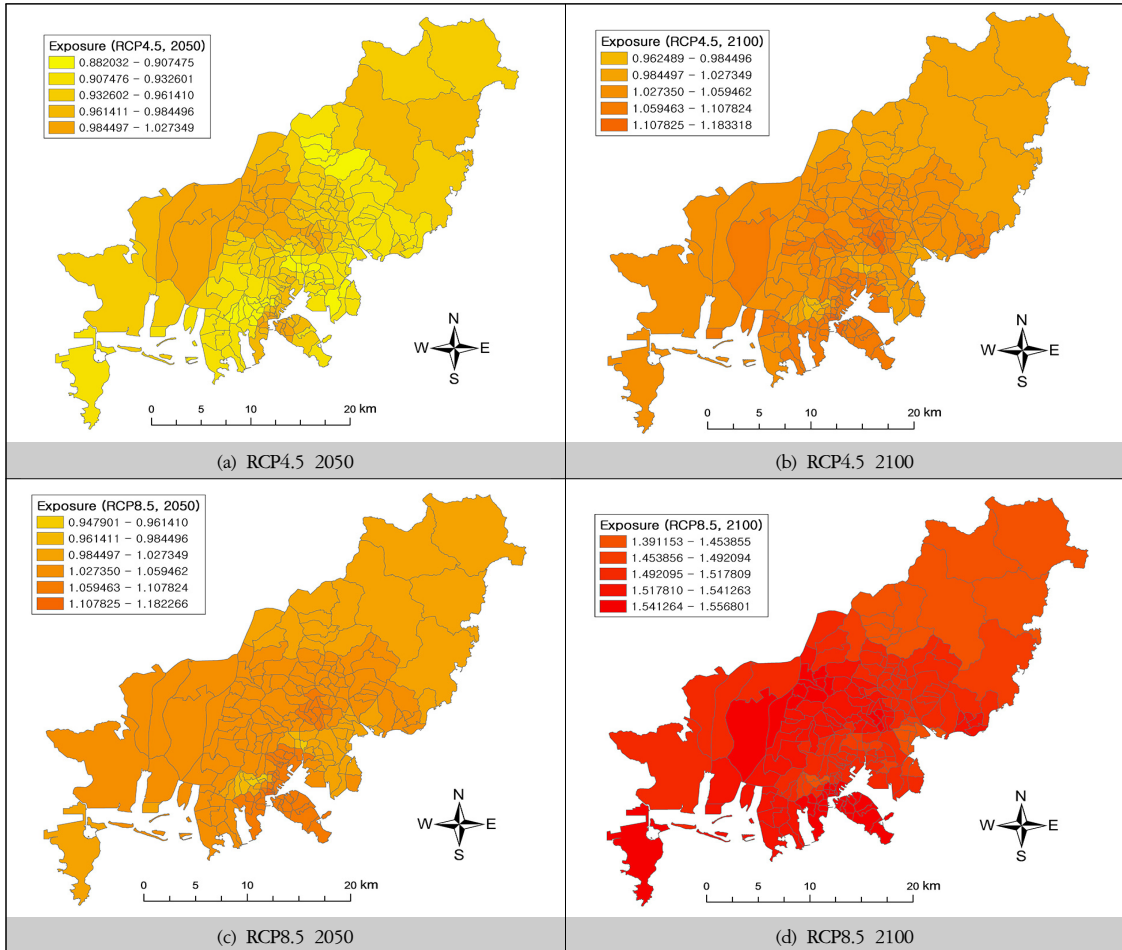 Exposure (RCP4.5, 2050)
0.882032 - 0.907475
0.907476 - 0.932601
0.932602 - 0.961410
0.961411 - 0.984496
0.984497 - 1.027349
N
W E
S
0 5 10 20 km
(a) RCP4.5 2050
Exposure (RCP4.5, 2100)
0.962489 - 0.984496
0.984497 - 1.027349
1.027350 - 1.059462
1.059463 - 1.107824
1.107825 - 1.183318
N
W E
S
0 5 10 20 km
(b) RCP4.5 2100
Exposure (RCP8.5, 2050)
0.947901 - 0.961410
0.961411 - 0.984496
0.984497 - 1.027349
1.027350 - 1.059462
1.059463 - 1.107824
1.107825 - 1.182266
N
W E
S
0 5 10 20 km
(c) RCP8.5 2050
Exposure (RCP8.5, 2100)
1.391153 - 1.453855
1.453856 - 1.492094
1.492095 - 1.517809
1.517810 - 1.541263
1.541264 - 1.556801
N
W E
S
0 5 10 20 km
(d) RCP8.5 2100